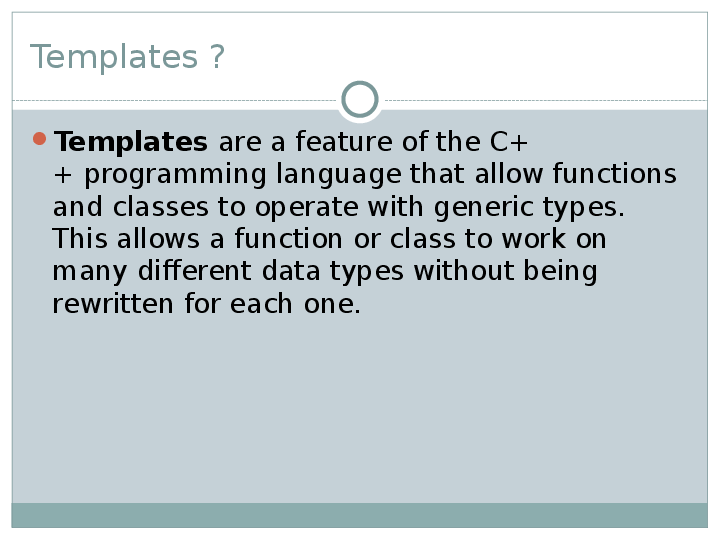 Templates ?
Templates are a feature of the C+
+ programming language that allow functions
and classes to operate with generic types.
This allows a function or class to work on
many different data types without being
rewritten for each one.